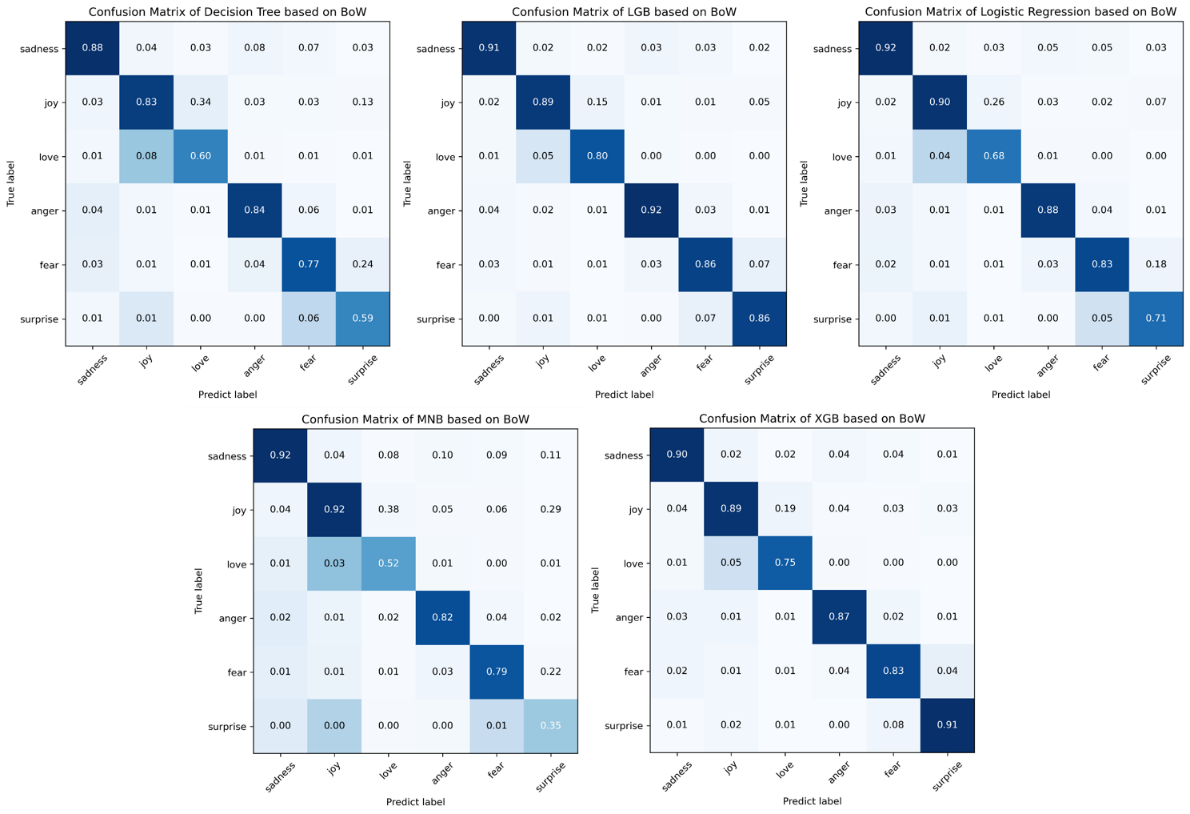 Confusion Matrix of Decision Tree based on BoW
True label
sadness 0.88 0.04 0.03 0.08 0.07 0.03
joy 0.03 0.83 0.34 0.03 0.03 0.13
love 0.01 0.08 0.60 0.01 0.01 0.01
anger 0.04 0.01 0.01 0.84 0.06 0.01
fear 0.03 0.01 0.01 0.04 0.77 0.24
surprise 0.01 0.01 0.00 0.00 0.06 0.59
sadness joy love anger fear surprise
Predict label
Confusion Matrix of LGB based on BoW
True label
sadness 0.91 0.02 0.02 0.03 0.03 0.02
joy 0.02 0.89 0.15 0.01 0.01 0.05
love 0.01 0.05 0.80 0.00 0.00 0.00
anger 0.04 0.02 0.01 0.92 0.03 0.01
fear 0.03 0.01 0.01 0.03 0.86 0.07
surprise 0.00 0.01 0.01 0.00 0.07 0.86
sadness joy love anger fear surprise
Predict label
Confusion Matrix of Logistic Regression based on BoW
True label
sadness 0.92 0.02 0.03 0.05 0.05 0.03
joy 0.02 0.90 0.26 0.03 0.02 0.07
love 0.01 0.04 0.68 0.01 0.00 0.00
anger 0.03 0.01 0.01 0.88 0.04 0.01
fear 0.02 0.01 0.01 0.03 0.83 0.18
surprise 0.00 0.01 0.01 0.00 0.05 0.71
sadness joy love anger fear surprise
Predict label
Confusion Matrix of MNB based on BoW
True label
sadness 0.92 0.04 0.08 0.10 0.09 0.11
joy 0.04 0.92 0.38 0.05 0.06 0.29
love 0.01 0.03 0.52 0.01 0.00 0.01
anger 0.02 0.01 0.02 0.82 0.04 0.02
fear 0.01 0.01 0.01 0.03 0.79 0.22
surprise 0.00 0.00 0.00 0.00 0.01 0.35
sadness joy love anger fear surprise
Predict label
Confusion Matrix of XGB based on BoW
True label
sadness 0.90 0.02 0.02 0.04 0.04 0.01
joy 0.04 0.89 0.19 0.04 0.03 0.03
love 0.01 0.05 0.75 0.00 0.00 0.00
anger 0.03 0.01 0.01 0.87 0.02 0.01
fear 0.02 0.01 0.01 0.04 0.83 0.04
surprise 0.01 0.02 0.01 0.00 0.08 0.91
sadness joy love anger fear surprise
Predict label